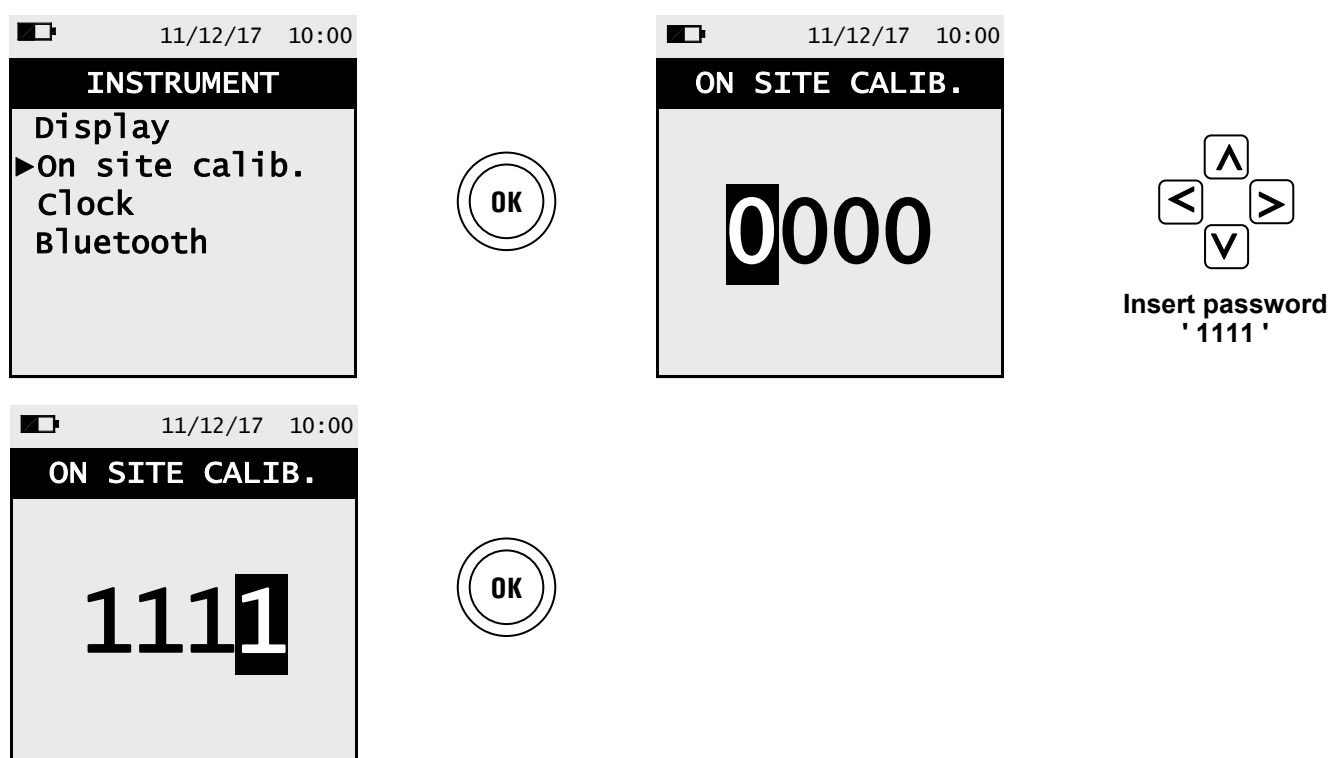 11/12/17 10:00
INSTRUMENT
Display
►On site calib.
Clock
Bluetooth
OK
11/12/17 10:00
ON SITE CALIB.
0000
Insert password
' 1111 '
11/12/17 10:00
ON SITE CALIB.
1111
OK